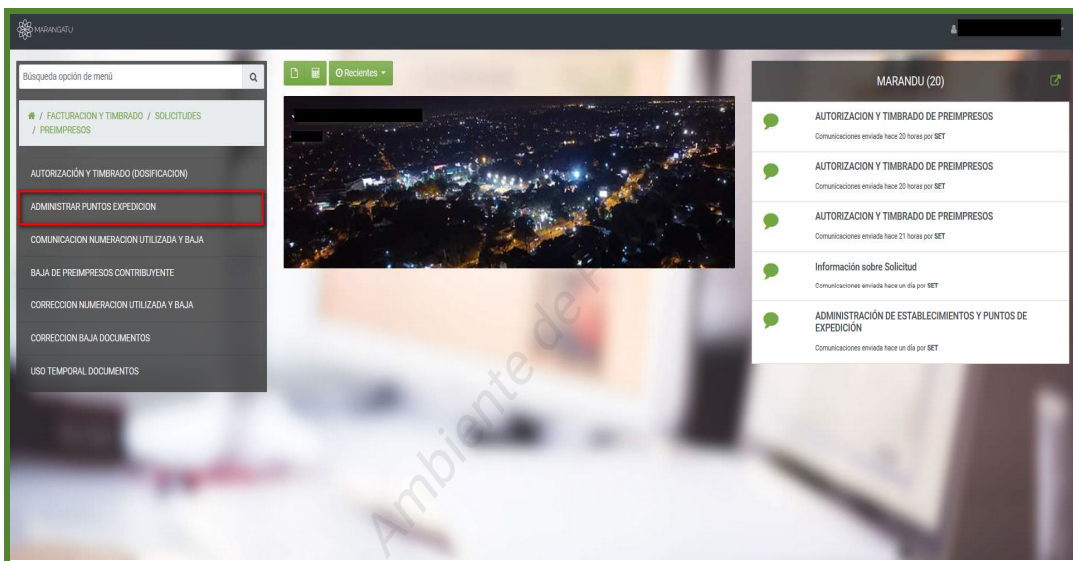 MARANGATU
Búsqueda opción de menú
/ FACTURACION Y TIMBRADO / SOLICITUDES
/ PREIMPRESOS
AUTORIZACIÓN Y TIMBRADO (DOSIFICACION)
ADMINISTRAR PUNTOS EXPEDICION
COMUNICACION NUMERACION UTILIZADA Y BAJA
BAJA DE PREIMPRESOS CONTRIBUYENTE
CORRECCION NUMERACION UTILIZADA Y BAJA
CORRECCION BAJA DOCUMENTOS
USO TEMPORAL DOCUMENTOS
Recientes
MARANDU (20)
AUTORIZACION Y TIMBRADO DE PREIMPRESOS
Comunicaciones enviada hace 20 horas por SET
AUTORIZACION Y TIMBRADO DE PREIMPRESOS
Comunicaciones enviada hace 20 horas por SET
AUTORIZACION Y TIMBRADO DE PREIMPRESOS
Comunicaciones enviada hace 21 horas por SET
Información sobre Solicitud
Comunicaciones enviada hace un día por SET
ADMINISTRACIÓN DE ESTABLECIMIENTOS Y PUNTOS DE
EXPEDICIÓN
Comunicaciones enviada hace un día por SET
Ambiente de